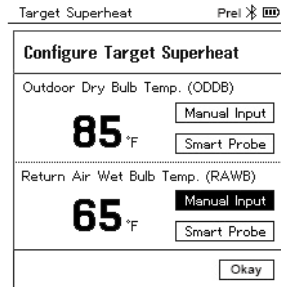 Target Superheat Prel
Configure Target Superheat
Outdoor Dry Bulb Temp. (ODDB)
85 °F
Manual Input
Smart Probe
Return Air Wet Bulb Temp. (RAWB)
65 °F
Manual Input
Smart Probe
Okay